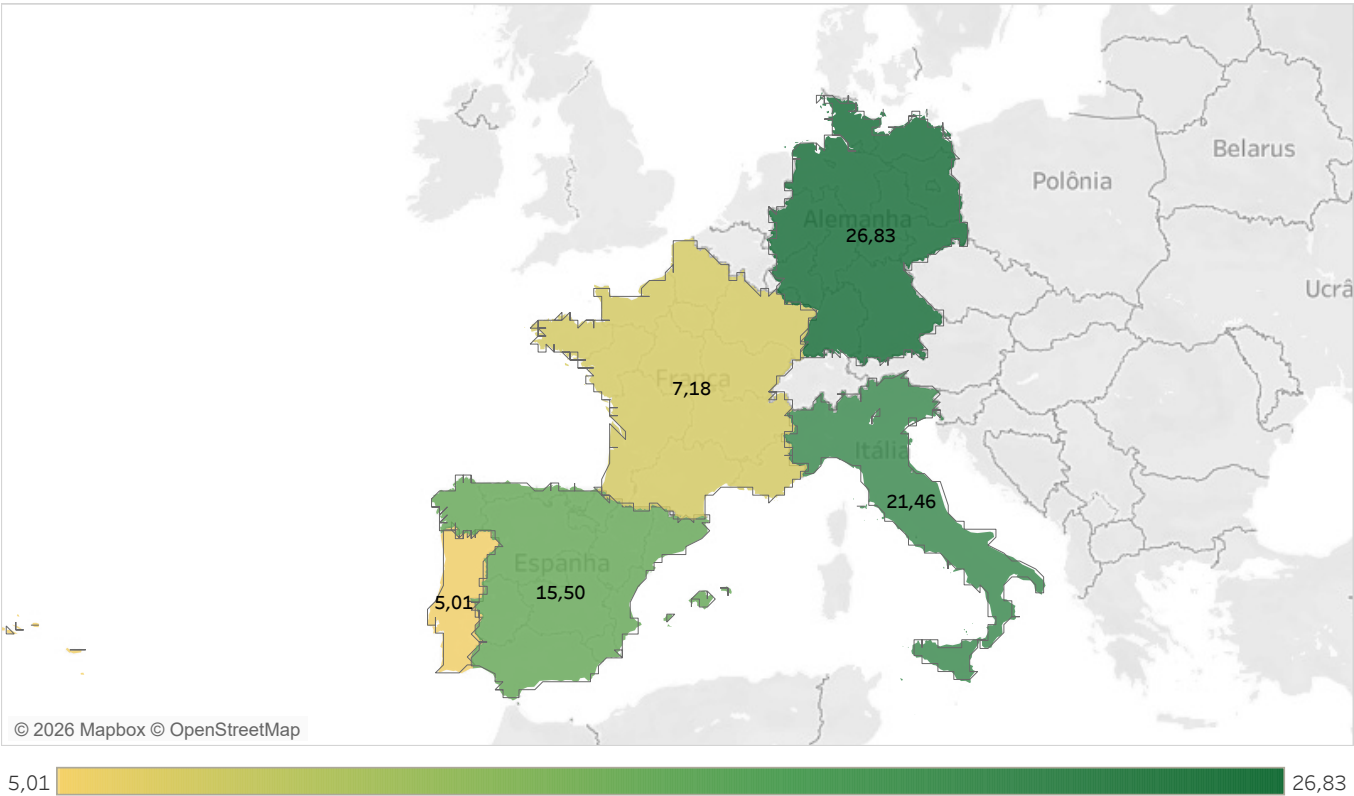 Belarus
Polônia
Alemanha
26,83
Ucrâ
França
7,18
Itália
21,46
Espanha
15,50
5,01
© 2026 Mapbox © OpenStreetMap
5,01 26,83